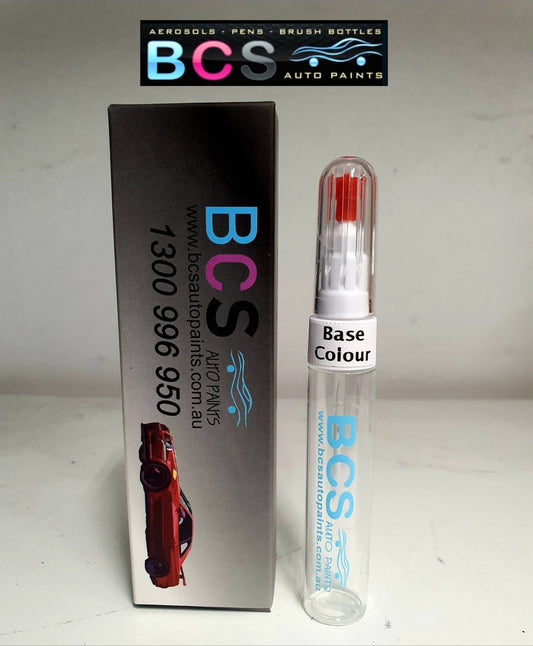 AEROSOLS - PENS - BRUSH BOTTLES
BCS
AUTO PAINTS
BCS
AUTO PAINTS
www.bcsautopaints.com.au
1300 996 950
Base
Colour
BCS
AUTO PAINTS
www.bcsautopaints.com.au